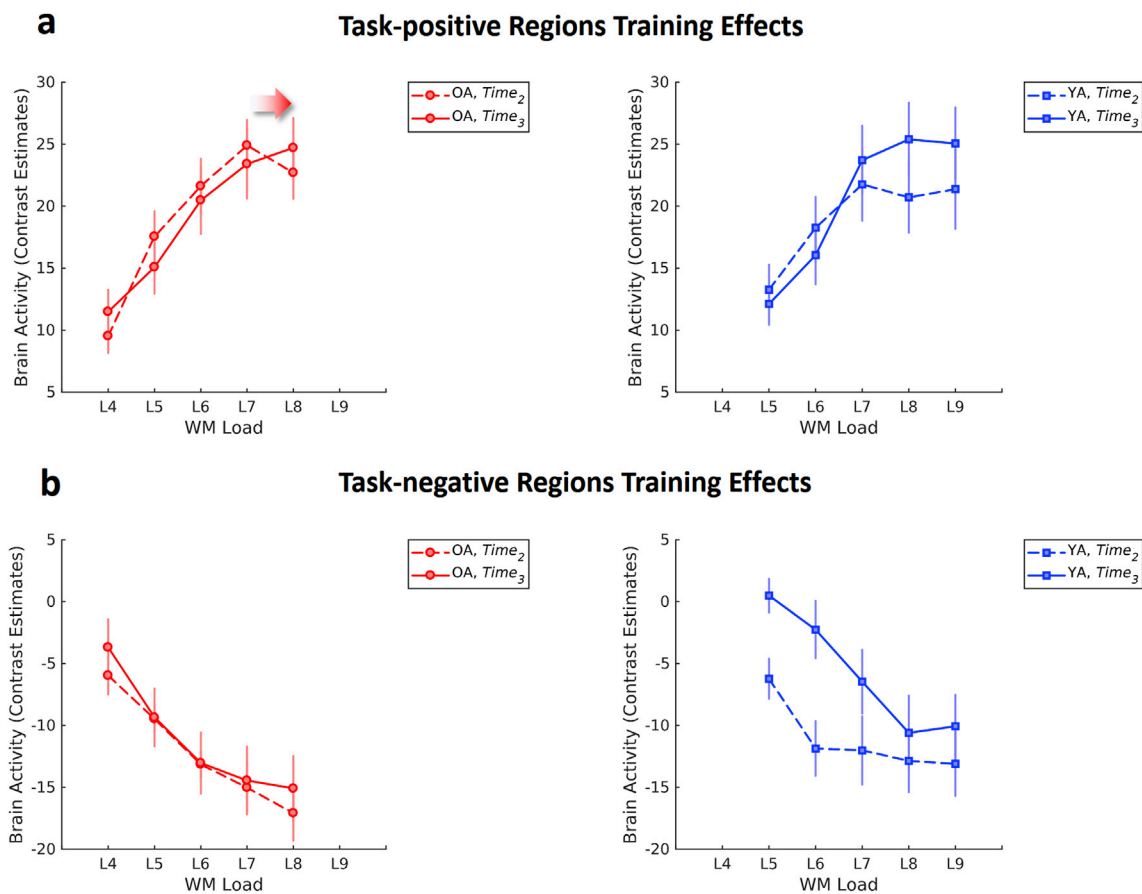 a
Task-positive Regions Training Effects
Brain Activity (Contrast Estimates)
30
25
20
15
10
5
L4 L5 L6 L7 L8 L9
WM Load
OA, Time2
OA, Time3
Brain Activity (Contrast Estimates)
30
25
20
15
10
5
L4 L5 L6 L7 L8 L9
WM Load
YA, Time2
YA, Time3
b
Task-negative Regions Training Effects
Brain Activity (Contrast Estimates)
5
0
-5
-10
-15
-20
L4 L5 L6 L7 L8 L9
WM Load
OA, Time2
OA, Time3
Brain Activity (Contrast Estimates)
5
0
-5
-10
-15
-20
L4 L5 L6 L7 L8 L9
WM Load
YA, Time2
YA, Time3